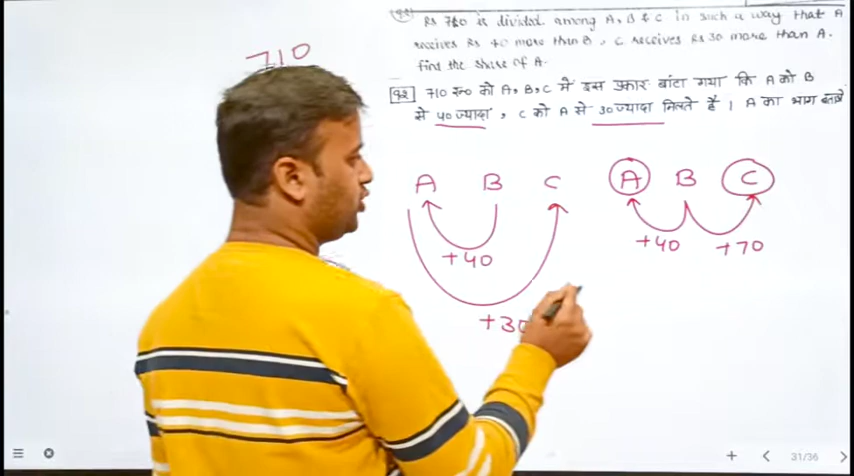 Rs 710 is divided among A, B & C in such a way that A
receives Rs 40 more than B, C receives Rs 30 more than A.
find the share of A.
710
710 रु० को A, B, C में इस प्रकार बांटा गया कि A को B
से 40 ज्यादा, C को A से 30 ज्यादा मिलते है। A का भाग
A B C A B C
+40 +70
+40
+30
31/36